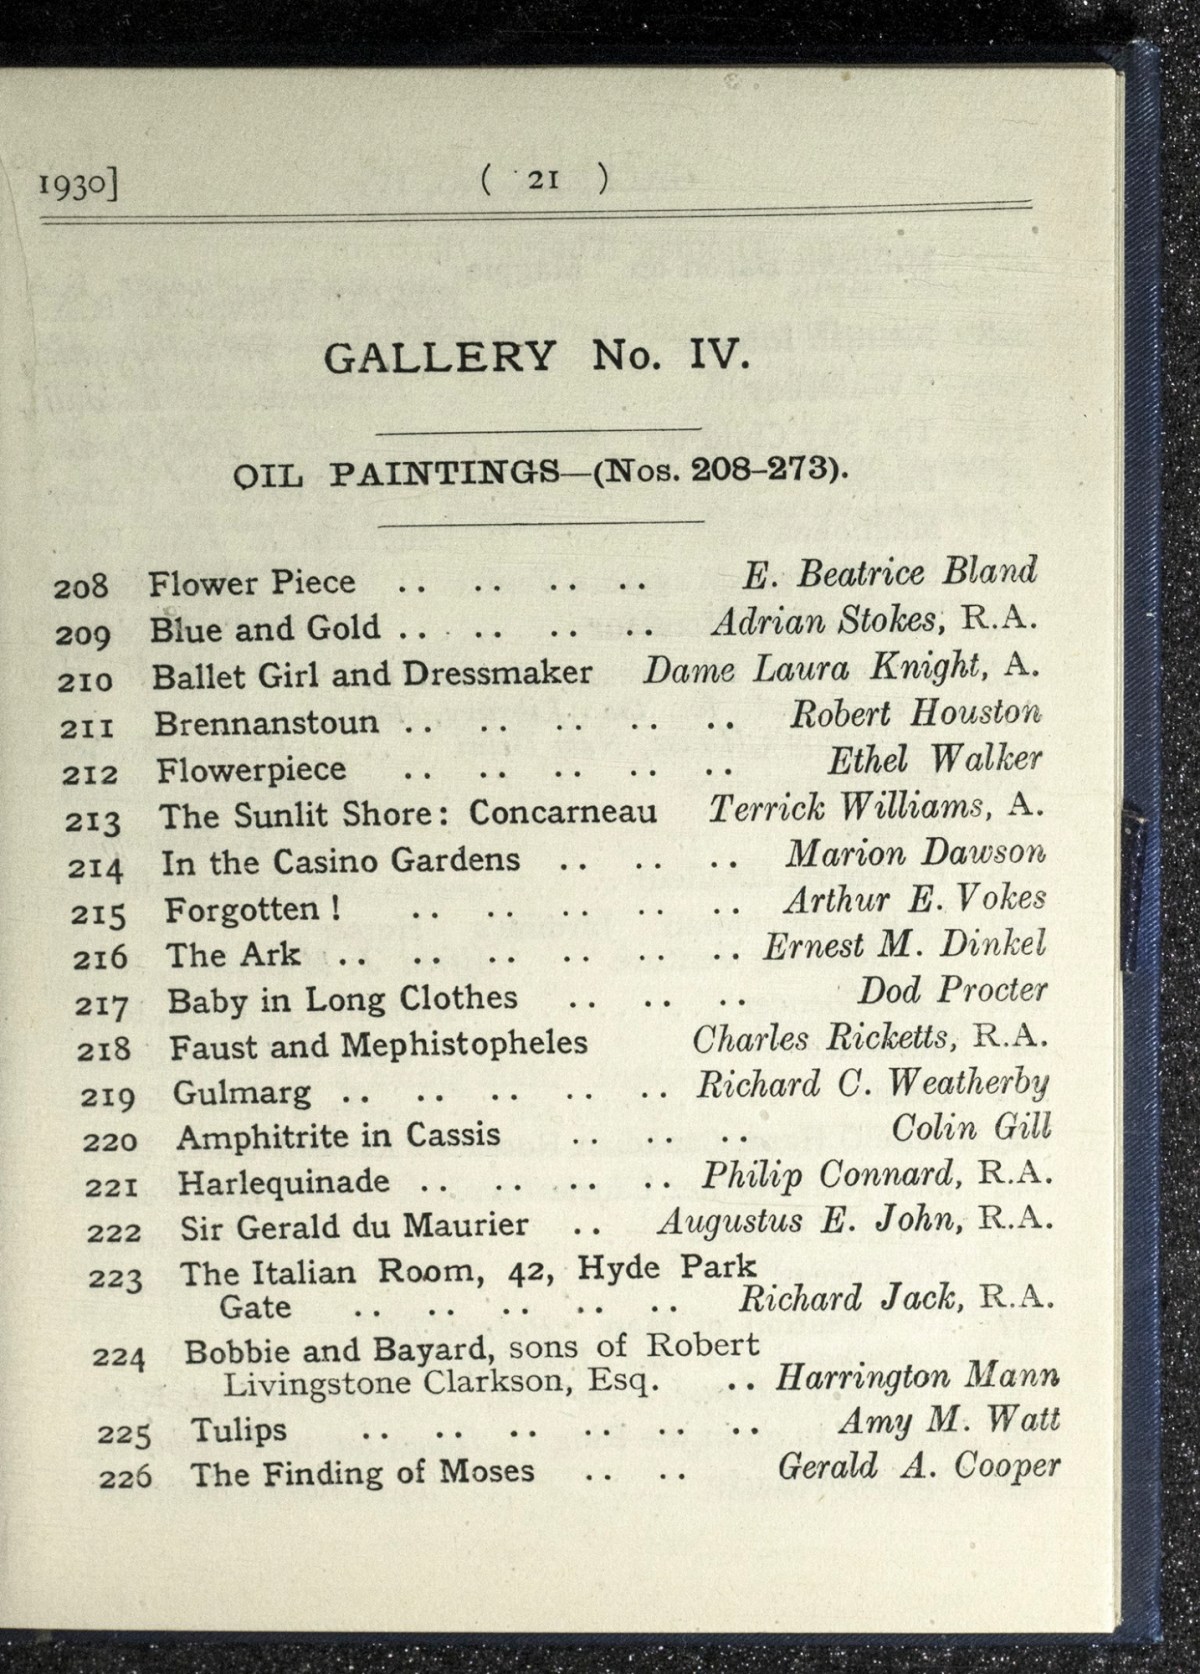 1930] ( 21 )
GALLERY No. IV.
OIL PAINTINGS—(Nos. 208–273).
208 Flower Piece .. .. .. .. E. Beatrice Bland
209 Blue and Gold .. .. .. .. Adrian Stokes, R.A.
210 Ballet Girl and Dressmaker Dame Laura Knight, A.
211 Brennanstoun .. .. .. .. .. Robert Houston
212 Flowerpiece .. .. .. .. .. Ethel Walker
213 The Sunlit Shore: Concarneau Terrick Williams, A.
214 In the Casino Gardens .. .. .. Marion Dawson
215 Forgotten ! .. .. .. .. .. Arthur E. Vokes
216 The Ark .. .. .. .. .. .. Ernest M. Dinkel
217 Baby in Long Clothes .. .. .. Dod Procter
218 Faust and Mephistopheles Charles Ricketts, R.A.
219 Gulmarg .. .. .. .. .. Richard C. Weatherby
220 Amphitrite in Cassis .. .. .. Colin Gill
221 Harlequinade .. .. .. .. Philip Connard, R.A.
222 Sir Gerald du Maurier .. Augustus E. John, R.A.
223 The Italian Room, 42, Hyde Park
Gate .. .. .. .. .. Richard Jack, R.A.
224 Bobbie and Bayard, sons of Robert
Livingstone Clarkson, Esq. .. Harrington Mann
225 Tulips .. .. .. .. .. .. Amy M. Watt
226 The Finding of Moses .. .. Gerald A. Cooper